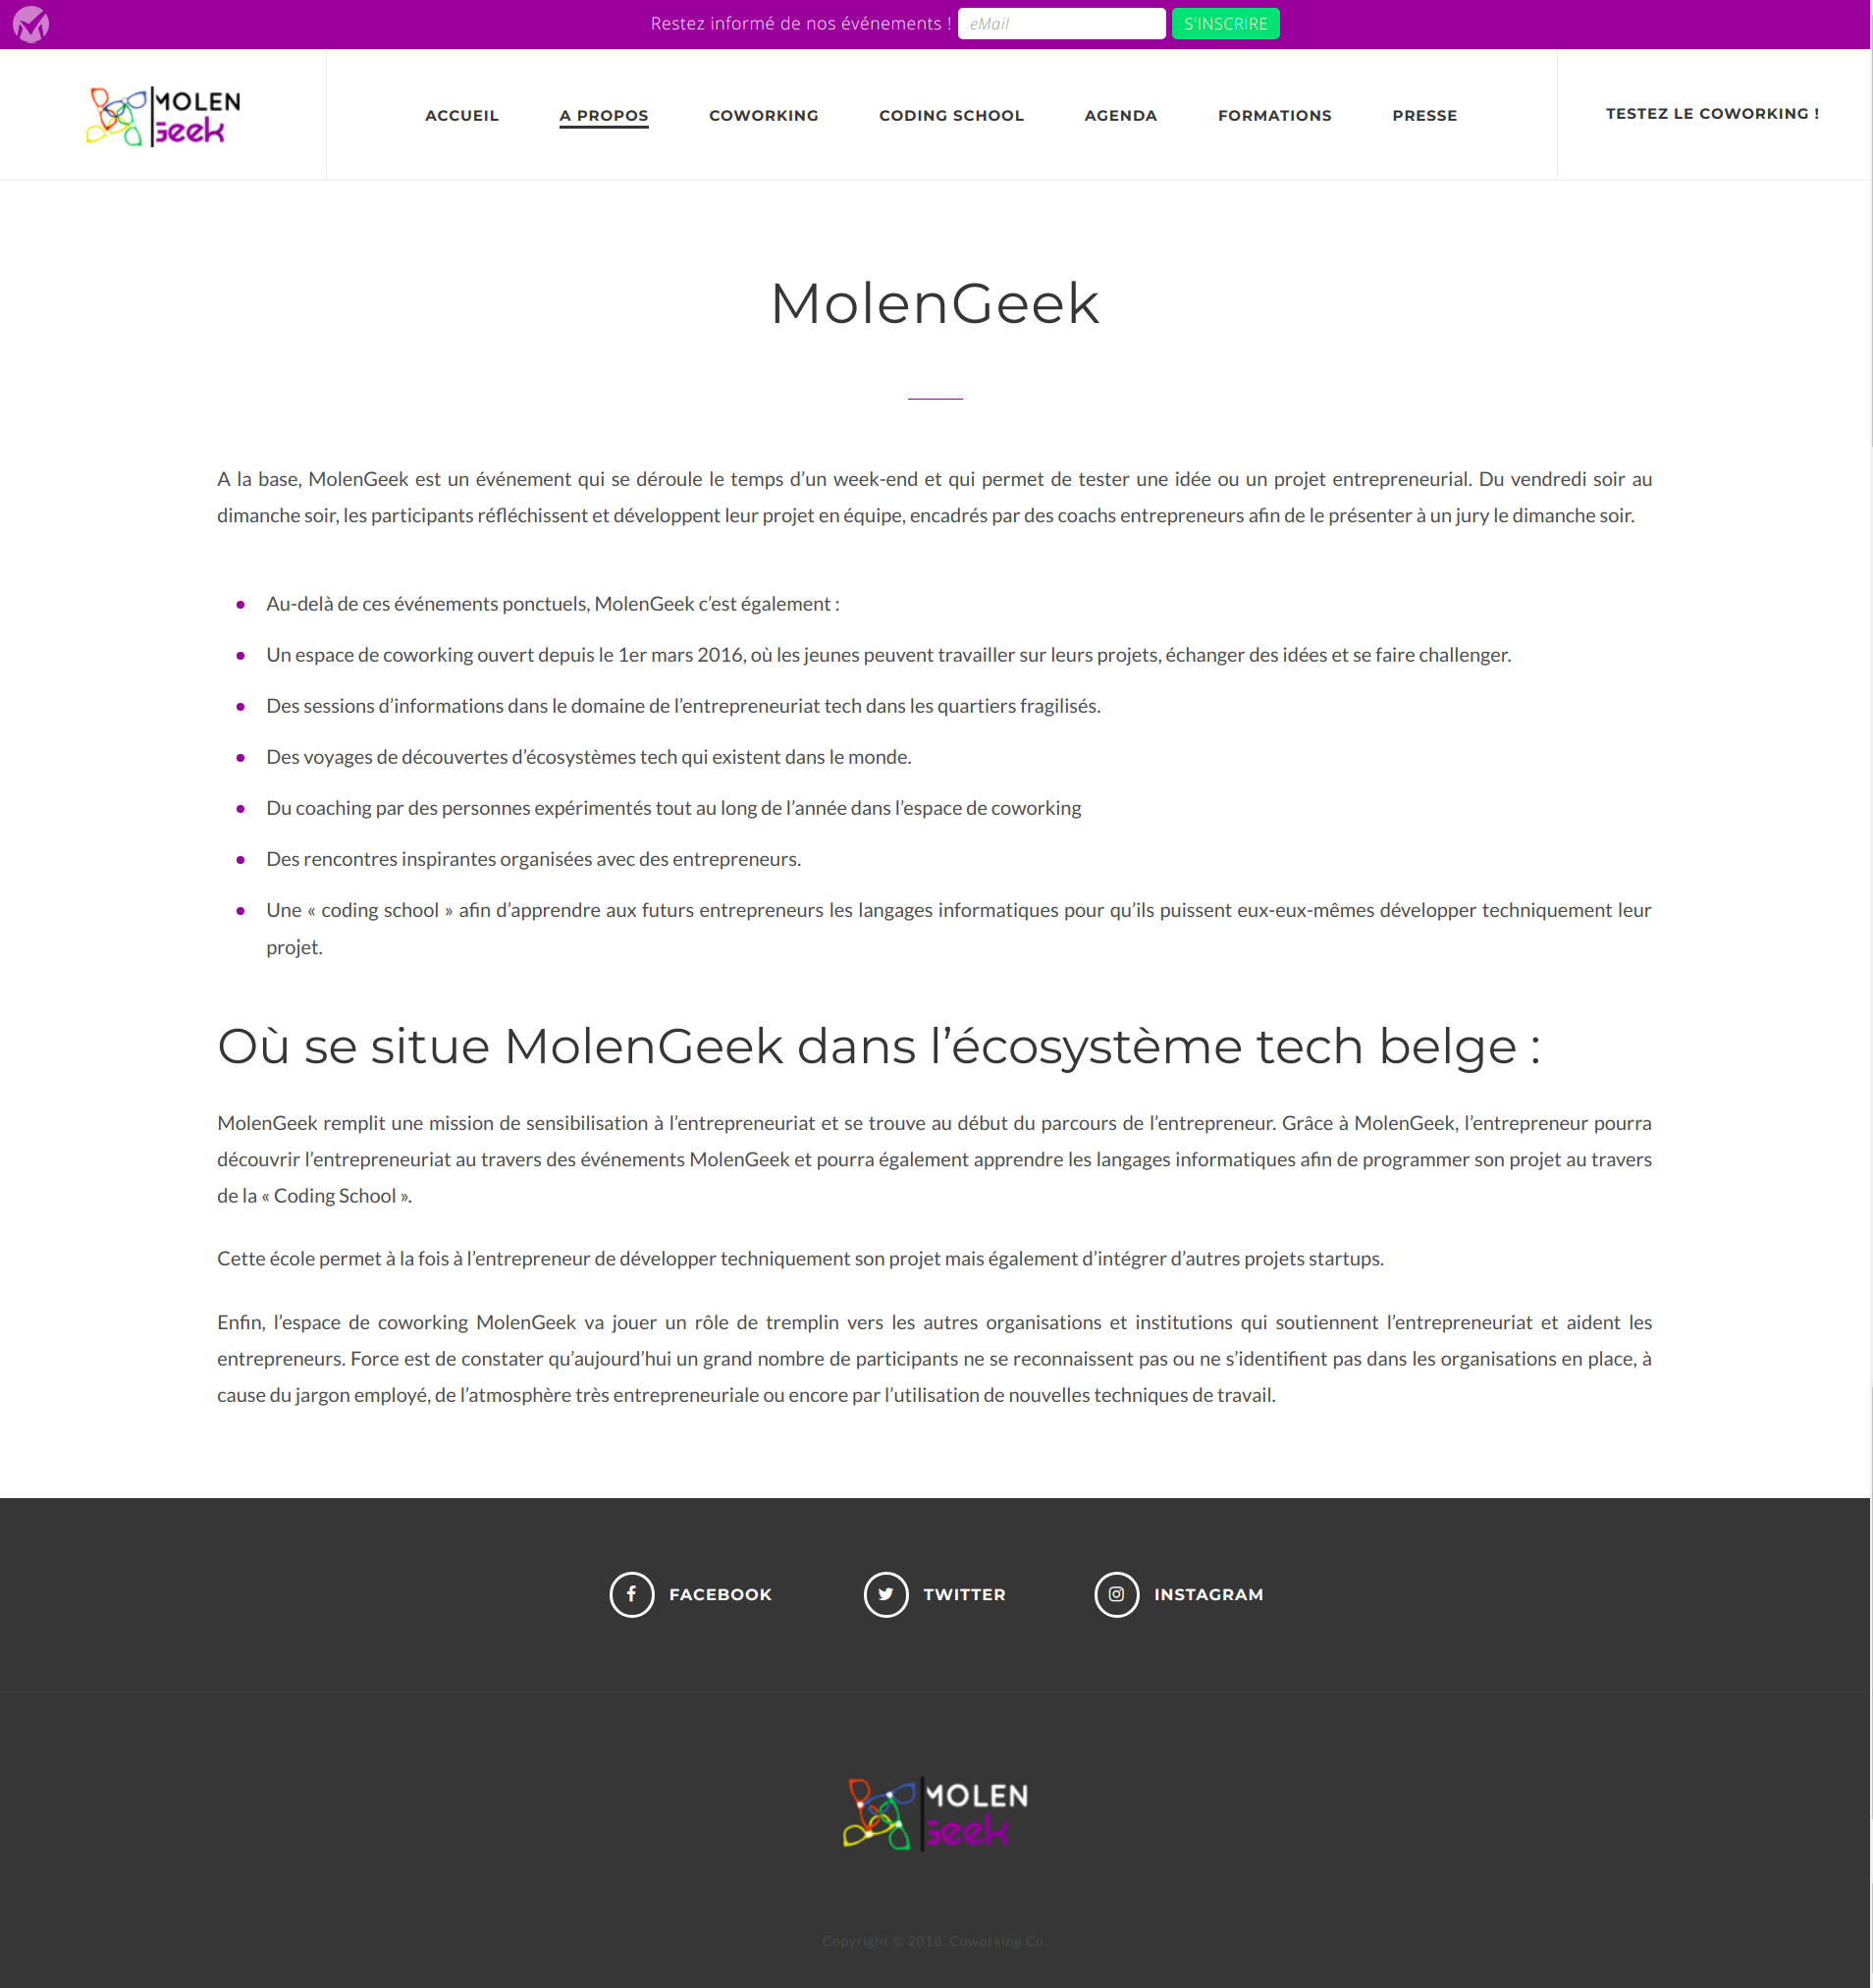 Restez informé de nos événements ! eMail S'INSCRIRE
MOLEN
Geek
ACCUEIL A PROPOS COWORKING CODING SCHOOL AGENDA FORMATIONS PRESSE TESTEZ LE COWORKING !
MolenGeek
A la base, MolenGeek est un événement qui se déroule le temps d’un week-end et qui permet de tester une idée ou un projet entrepreneurial. Du vendredi soir au
dimanche soir, les participants réfléchissent et développent leur projet en équipe, encadrés par des coachs entrepreneurs afin de le présenter à un jury le dimanche soir.
Au-delà de ces événements ponctuels, MolenGeek c’est également :
Un espace de coworking ouvert depuis le 1er mars 2016, où les jeunes peuvent travailler sur leurs projets, échanger des idées et se faire challenger.
Des sessions d’informations dans le domaine de l’entrepreneuriat tech dans les quartiers fragilisés.
Des voyages de découvertes d’écosystèmes tech qui existent dans le monde.
Du coaching par des personnes expérimentés tout au long de l’année dans l’espace de coworking
Des rencontres inspirantes organisées avec des entrepreneurs.
Une « coding school » afin d’apprendre aux futurs entrepreneurs les langages informatiques pour qu’ils puissent eux-eux-mêmes développer techniquement leur
projet.
Où se situe MolenGeek dans l’écosystème tech belge :
MolenGeek remplit une mission de sensibilisation à l’entrepreneuriat et se trouve au début du parcours de l’entrepreneur. Grâce à MolenGeek, l’entrepreneur pourra
découvrir l’entrepreneuriat au travers des événements MolenGeek et pourra également apprendre les langages informatiques afin de programmer son projet au travers
de la « Coding School ».
Cette école permet à la fois à l’entrepreneur de développer techniquement son projet mais également d’intégrer d’autres projets startups.
Enfin, l’espace de coworking MolenGeek va jouer un rôle de tremplin vers les autres organisations et institutions qui soutiennent l’entrepreneuriat et aident les
entrepreneurs. Force est de constater qu’aujourd’hui un grand nombre de participants ne se reconnaissent pas ou ne s’identifient pas dans les organisations en place, à
cause du jargon employé, de l’atmosphère très entrepreneuriale ou encore par l’utilisation de nouvelles techniques de travail.
FACEBOOK TWITTER INSTAGRAM
MOLEN
Geek
Copyright © 2018. Coworking Co.